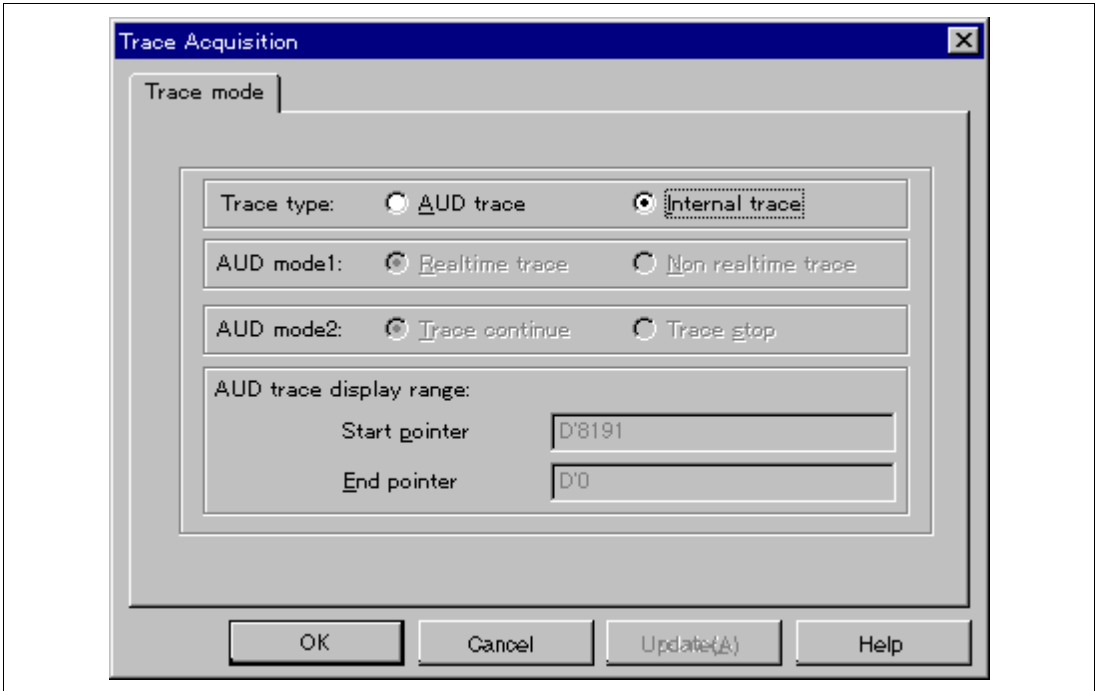 Trace Acquisition
Trace mode
Trace type: AUD trace Internal trace
AUD mode1: Realtime trace Non realtime trace
AUD mode2: Trace continue Trace stop
AUD trace display range:
Start pointer D'8191
End pointer D'0
OK Cancel Update(A) Help